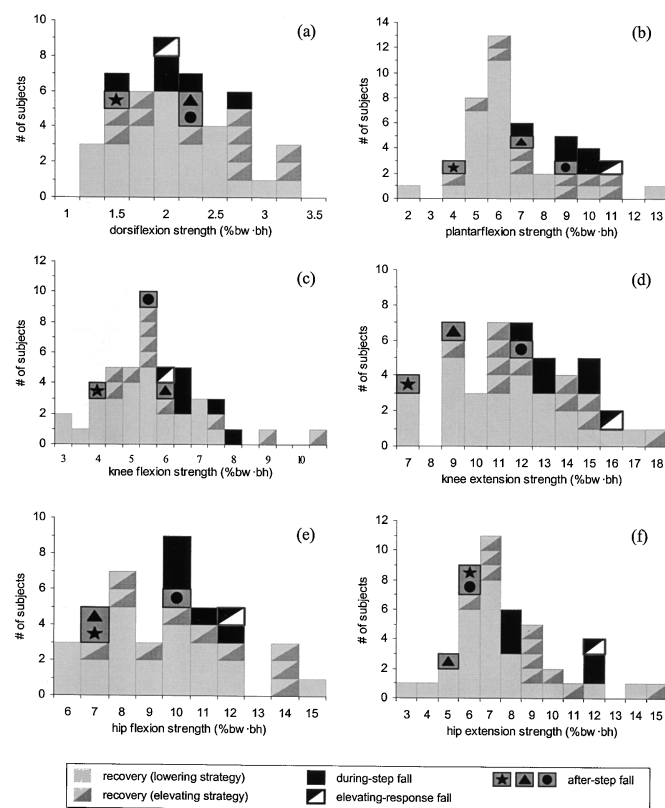 (a)
# of subjects
10
8
6
4
2
0
1 1.5 2 2.5 3 3.5
dorsiflexion strength (%bw·bh)
(b)
# of subjects
14
12
10
8
6
4
2
0
2 3 4 5 6 7 8 9 10 11 12 13
plantarflexion strength (%bw·bh)
(c)
# of subjects
12
10
8
6
4
2
0
3 4 5 6 7 8 9 10
knee flexion strength (%bw·bh)
(d)
# of subjects
10
8
6
4
2
0
7 8 9 10 11 12 13 14 15 16 17 18
knee extension strength (%bw·bh)
(e)
# of subjects
10
8
6
4
2
0
6 7 8 9 10 11 12 13 14 15
hip flexion strength (%bw·bh)
(f)
# of subjects
12
10
8
6
4
2
0
3 4 5 6 7 8 9 10 11 12 13 14 15
hip extension strength (%bw·bh)
recovery (lowering strategy)
recovery (elevating strategy)
during-step fall
elevating-response fall
after-step fall